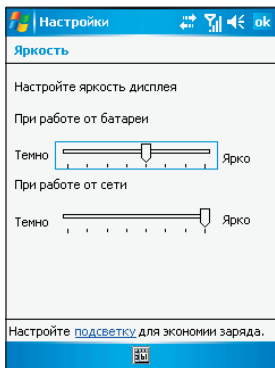 Настройки ok
Яркость
Настройте яркость дисплея
При работе от батареи
Темно Ярко
При работе от сети
Темно Ярко
Настройте подсветку для экономии заряда.